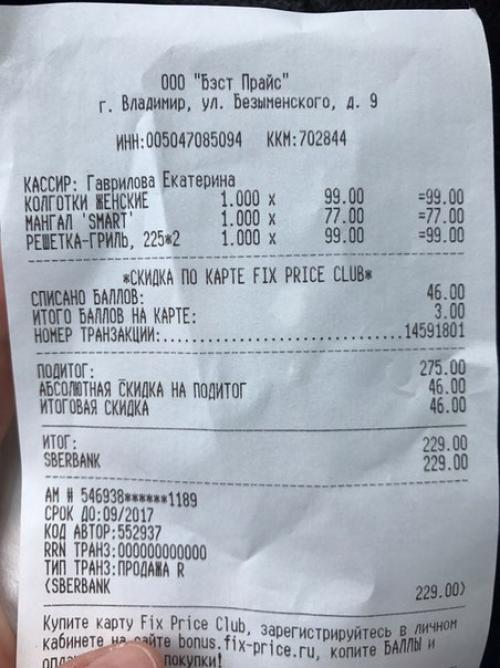 ООО "Бэст Прайс"
г. Владимир, ул. Безыменского, д. 9
ИНН:005047085094 ККМ:702844
КАССИР: Гаврилова Екатерина
КОЛГОТКИ ЖЕНСКИЕ 1.000 x 99.00 =99.00
МАНГАЛ 'SMART' 1.000 x 77.00 =77.00
РЕШЕТКА-ГРИЛЬ, 225*2 1.000 x 99.00 =99.00
*СКИДКА ПО КАРТЕ FIX PRICE CLUB*
СПИСАНО БАЛЛОВ: 46.00
ИТОГО БАЛЛОВ НА КАРТЕ: 3.00
НОМЕР ТРАНЗАКЦИИ:......................14591801
ПОДИТОГ: 275.00
АБСОЛЮТНАЯ СКИДКА НА ПОДИТОГ 46.00
ИТОГОВАЯ СКИДКА 46.00
ИТОГ: 229.00
SBERBANK 229.00
АМ # 546938******1189
СРОК ДО:09/2017
КОД АВТОР:552937
RRN ТРАНЗ:000000000000
ТИП ТРАНЗ:ПРОДАЖА R
(SBERBANK 229.00)
Купите карту Fix Price Club, зарегистрируйтесь в личном
кабинете на сайте bonus.fix-price.ru, копите БАЛЛЫ и
покупки!